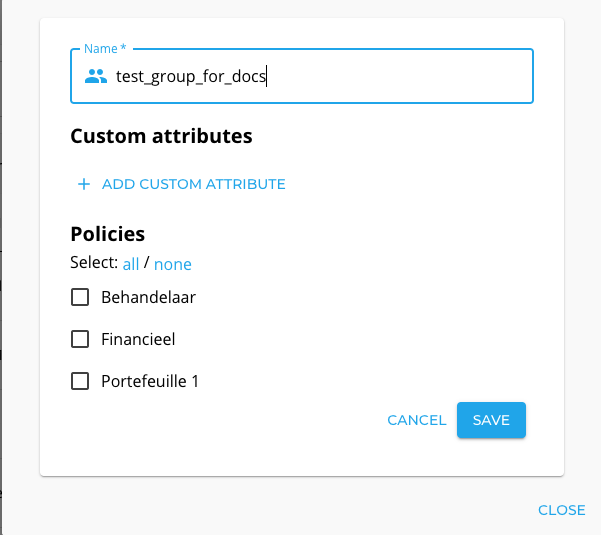 Name *
test_group_for_docs
Custom attributes
+ ADD CUSTOM ATTRIBUTE
Policies
Select: all / none
Behandelaar
Financieel
Portefeuille 1
CANCEL SAVE
CLOSE